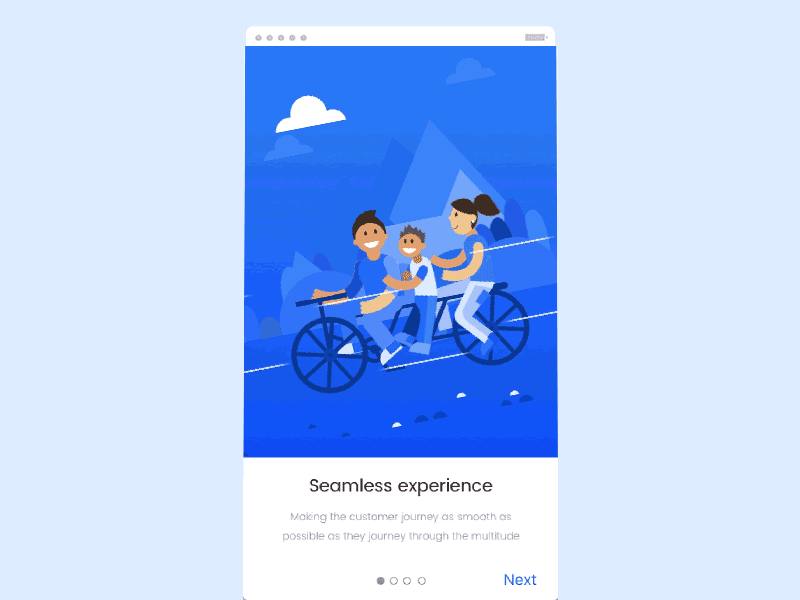 Seamless experience
Making the customer journey as smooth as
possible as they journey through the multitude
Next